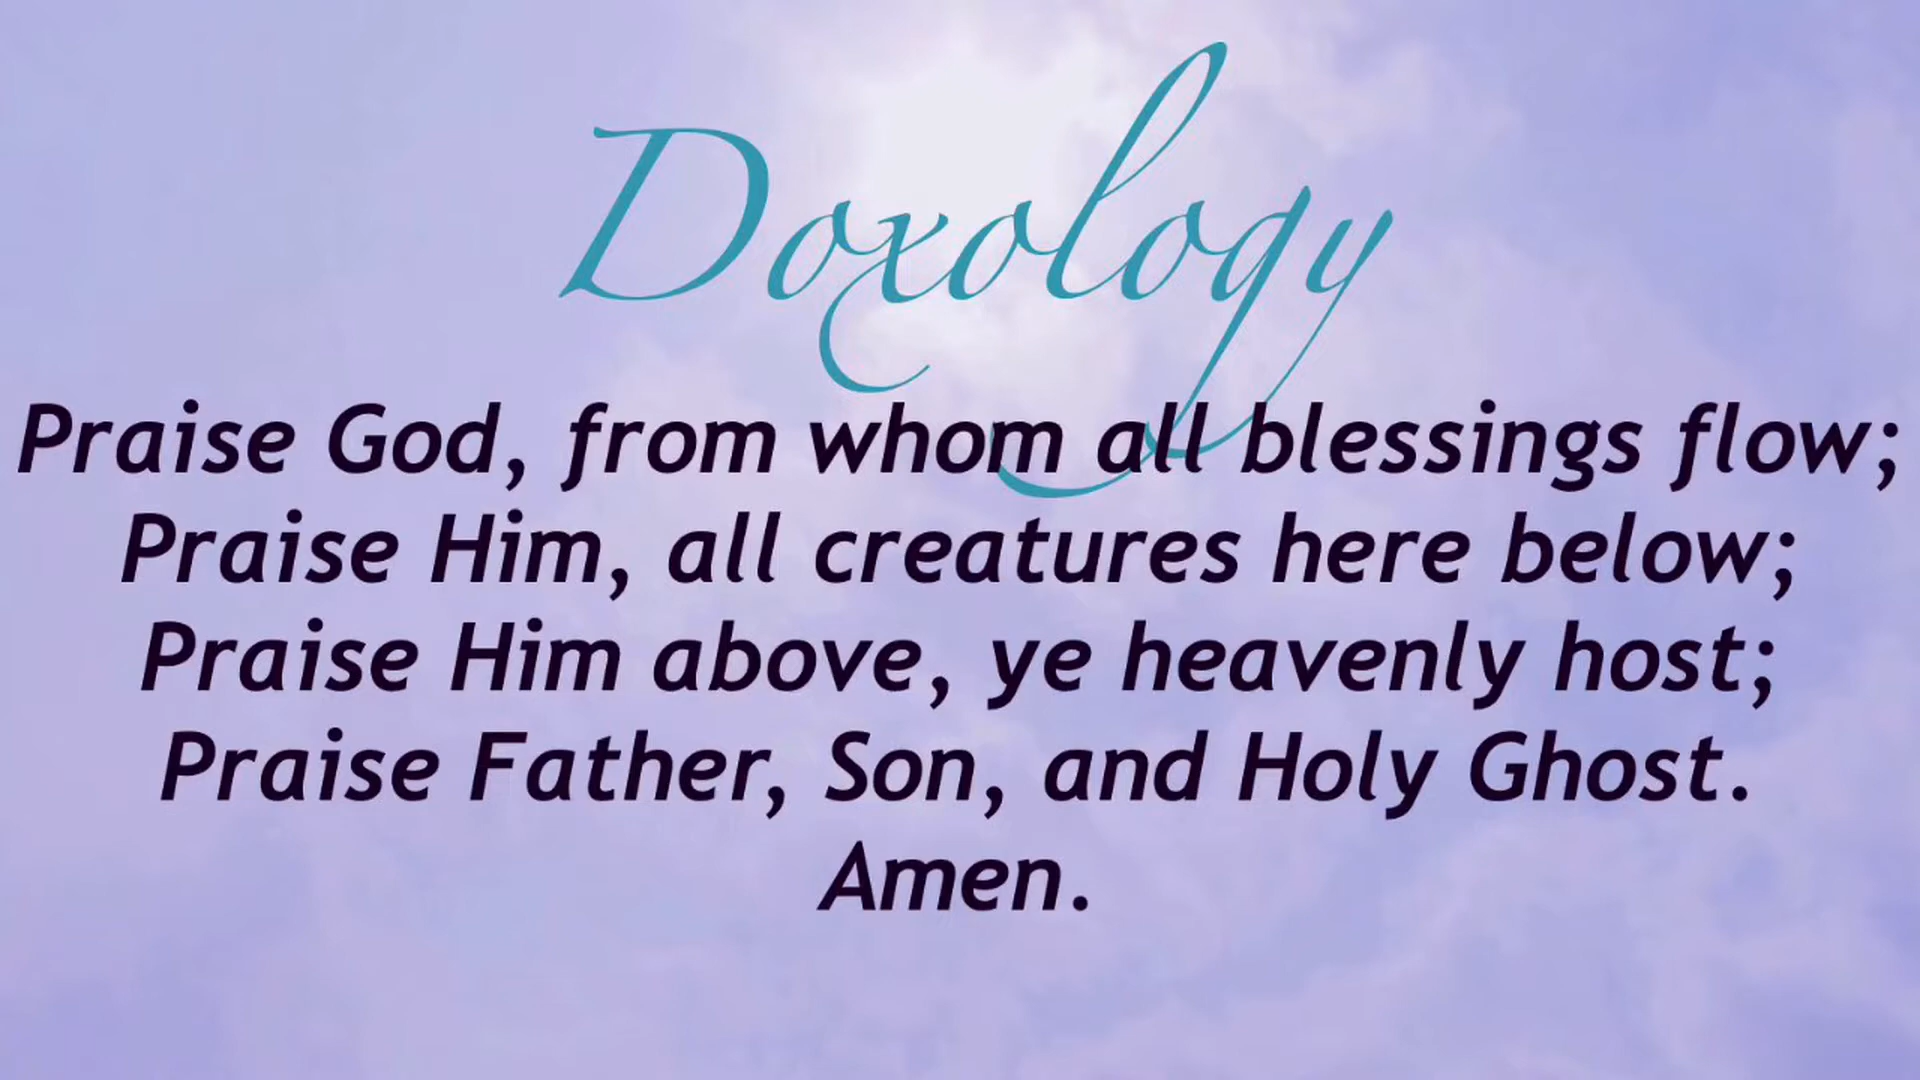 Doxology
Praise God, from whom all blessings flow;
Praise Him, all creatures here below;
Praise Him above, ye heavenly host;
Praise Father, Son, and Holy Ghost.
Amen.